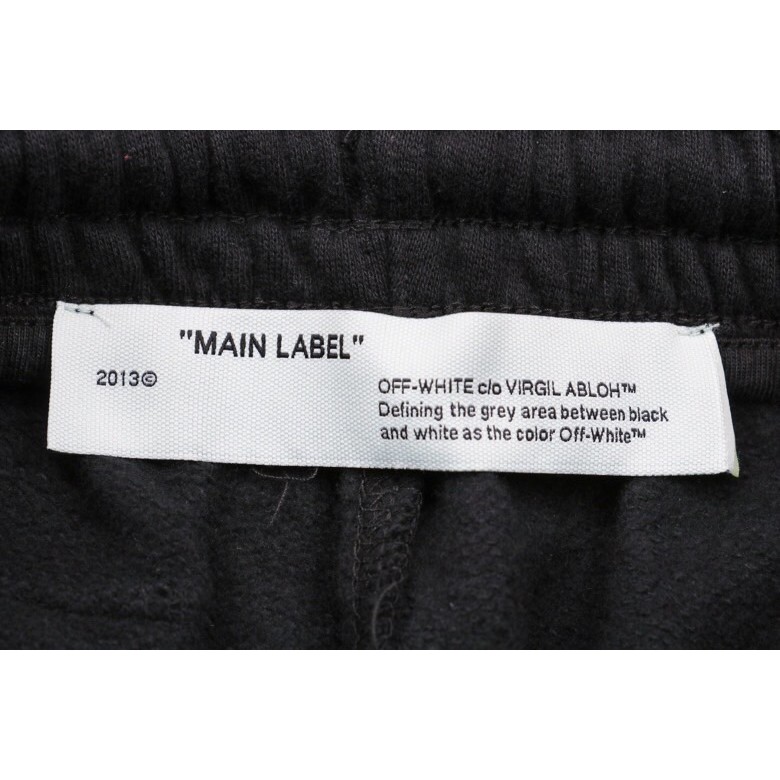 "MAIN LABEL"
2013©
OFF-WHITE c/o VIRGIL ABLOH™
Defining the grey area between black
and white as the color Off-White™